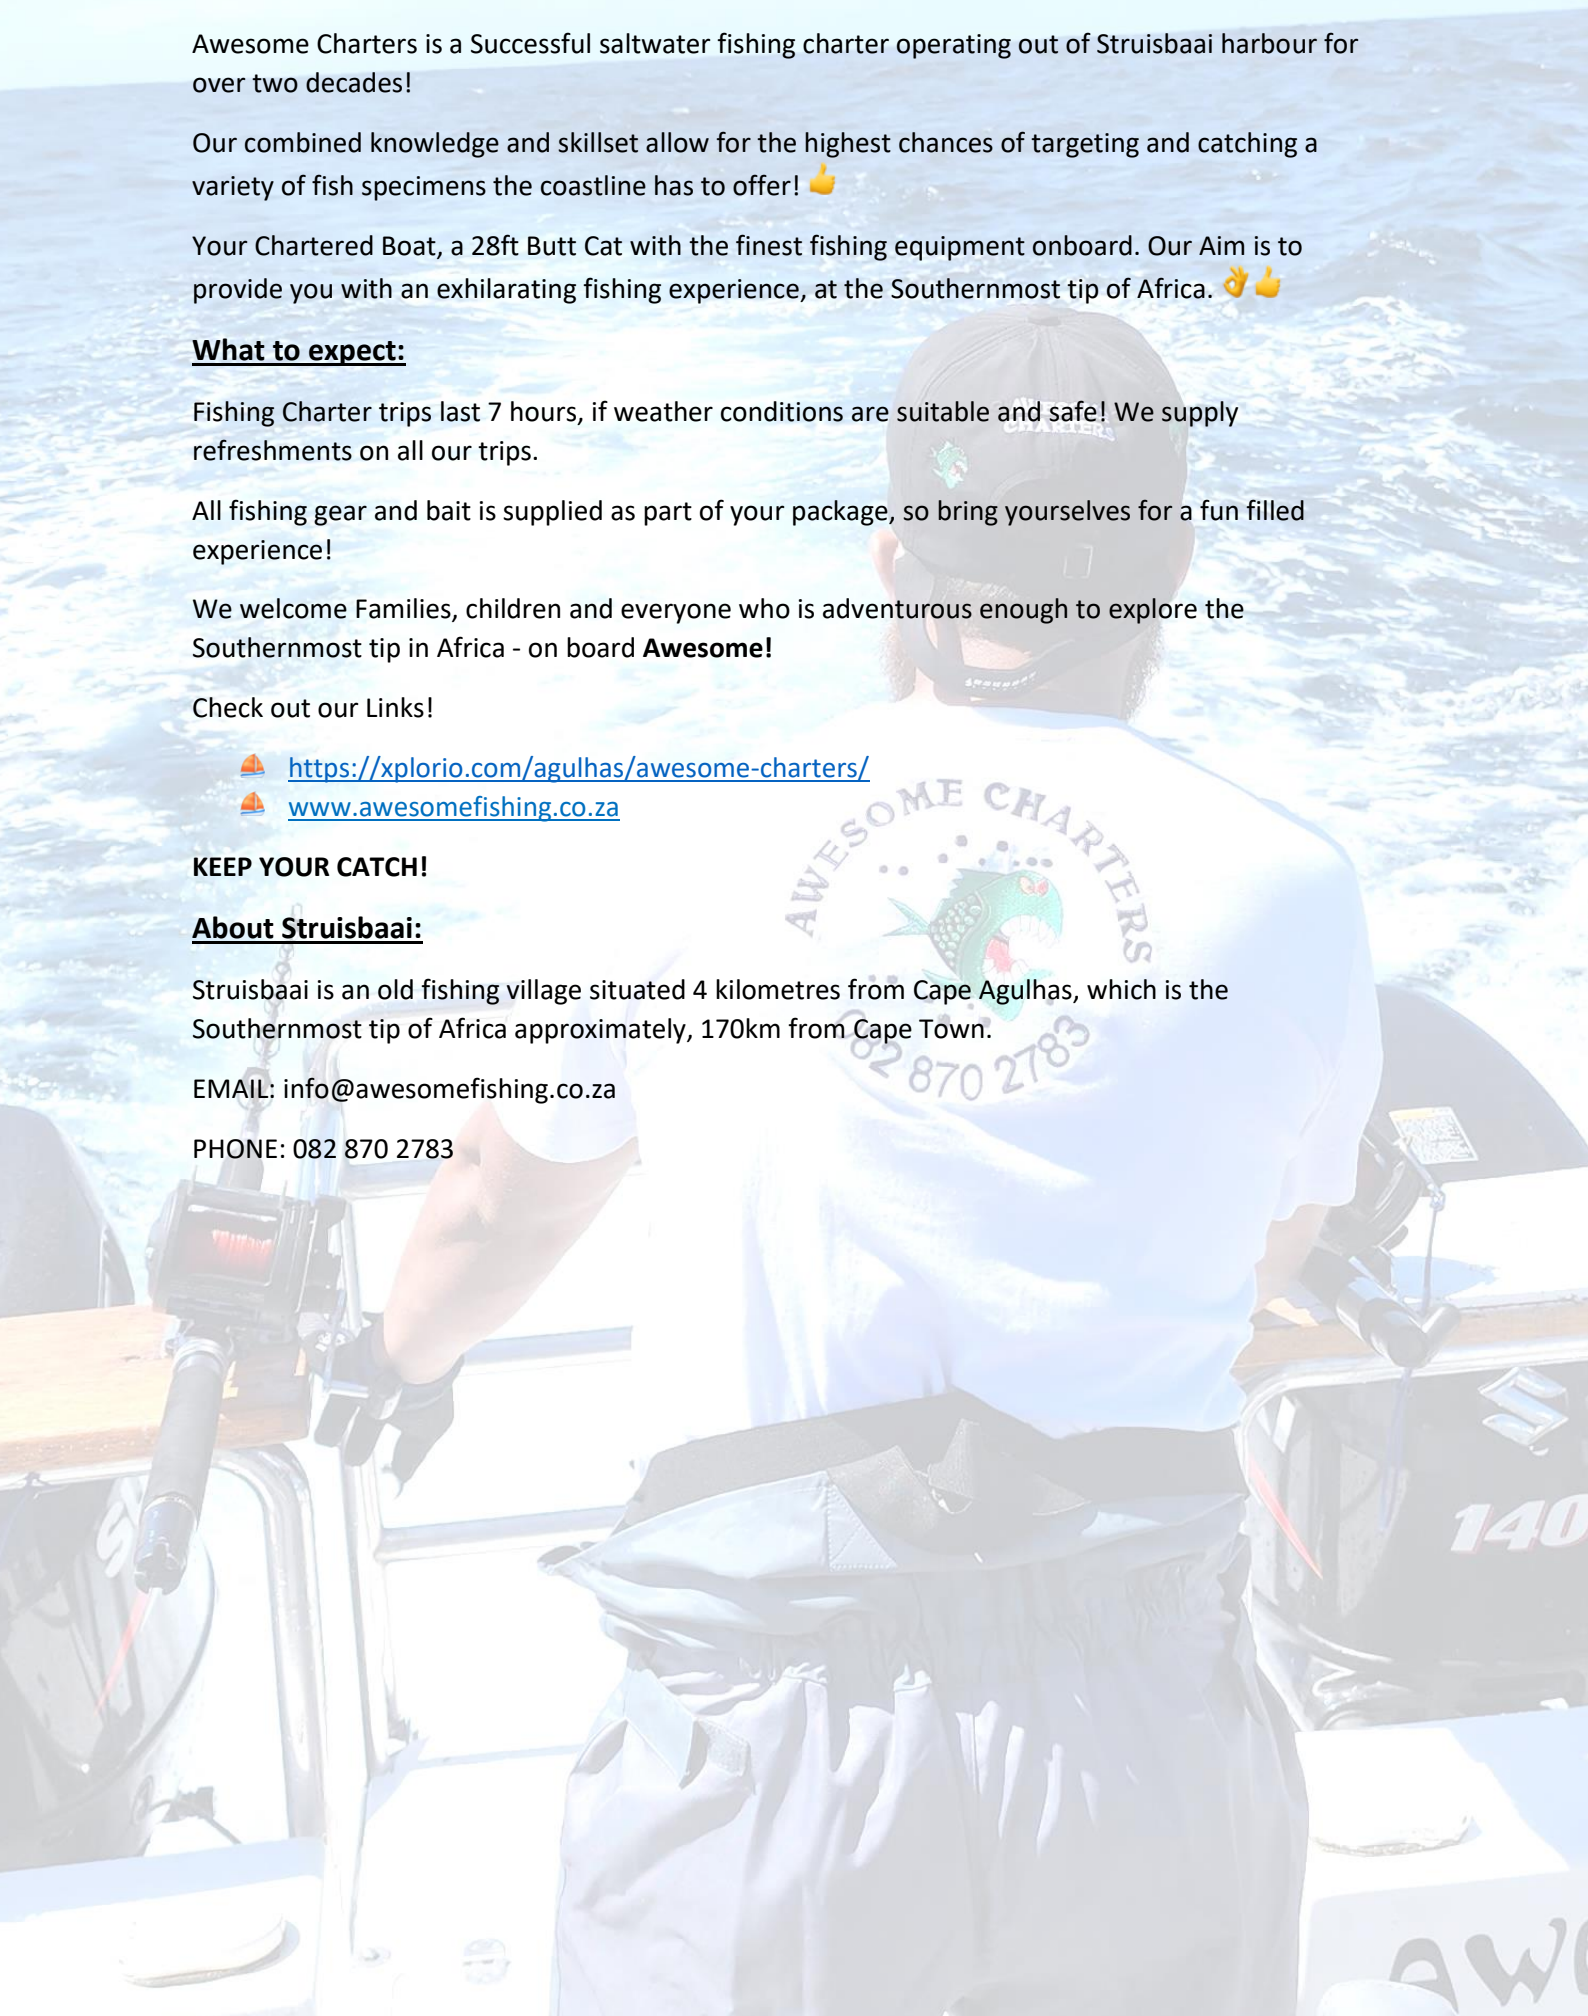 Awesome Charters is a Successful saltwater fishing charter operating out of Struisbaai harbour for
over two decades!
Our combined knowledge and skillset allow for the highest chances of targeting and catching a
variety of fish specimens the coastline has to offer! 👍
Your Chartered Boat, a 28ft Butt Cat with the finest fishing equipment onboard. Our Aim is to
provide you with an exhilarating fishing experience, at the Southernmost tip of Africa. 👌👍
What to expect:
Fishing Charter trips last 7 hours, if weather conditions are suitable and safe! We supply
refreshments on all our trips.
AWESOME
CHARTERS
All fishing gear and bait is supplied as part of your package, so bring yourselves for a fun filled
experience!
We welcome Families, children and everyone who is adventurous enough to explore the
Southernmost tip in Africa - on board Awesome!
Check out our Links!
https://xplorio.com/agulhas/awesome-charters/
www.awesomefishing.co.za
AWESOME CHARTERS
KEEP YOUR CATCH!
About Struisbaai:
Struisbaai is an old fishing village situated 4 kilometres from Cape Agulhas, which is the
Southernmost tip of Africa approximately, 170km from Cape Town.
082 870 2783
EMAIL: info@awesomefishing.co.za
PHONE: 082 870 2783
140
AWE